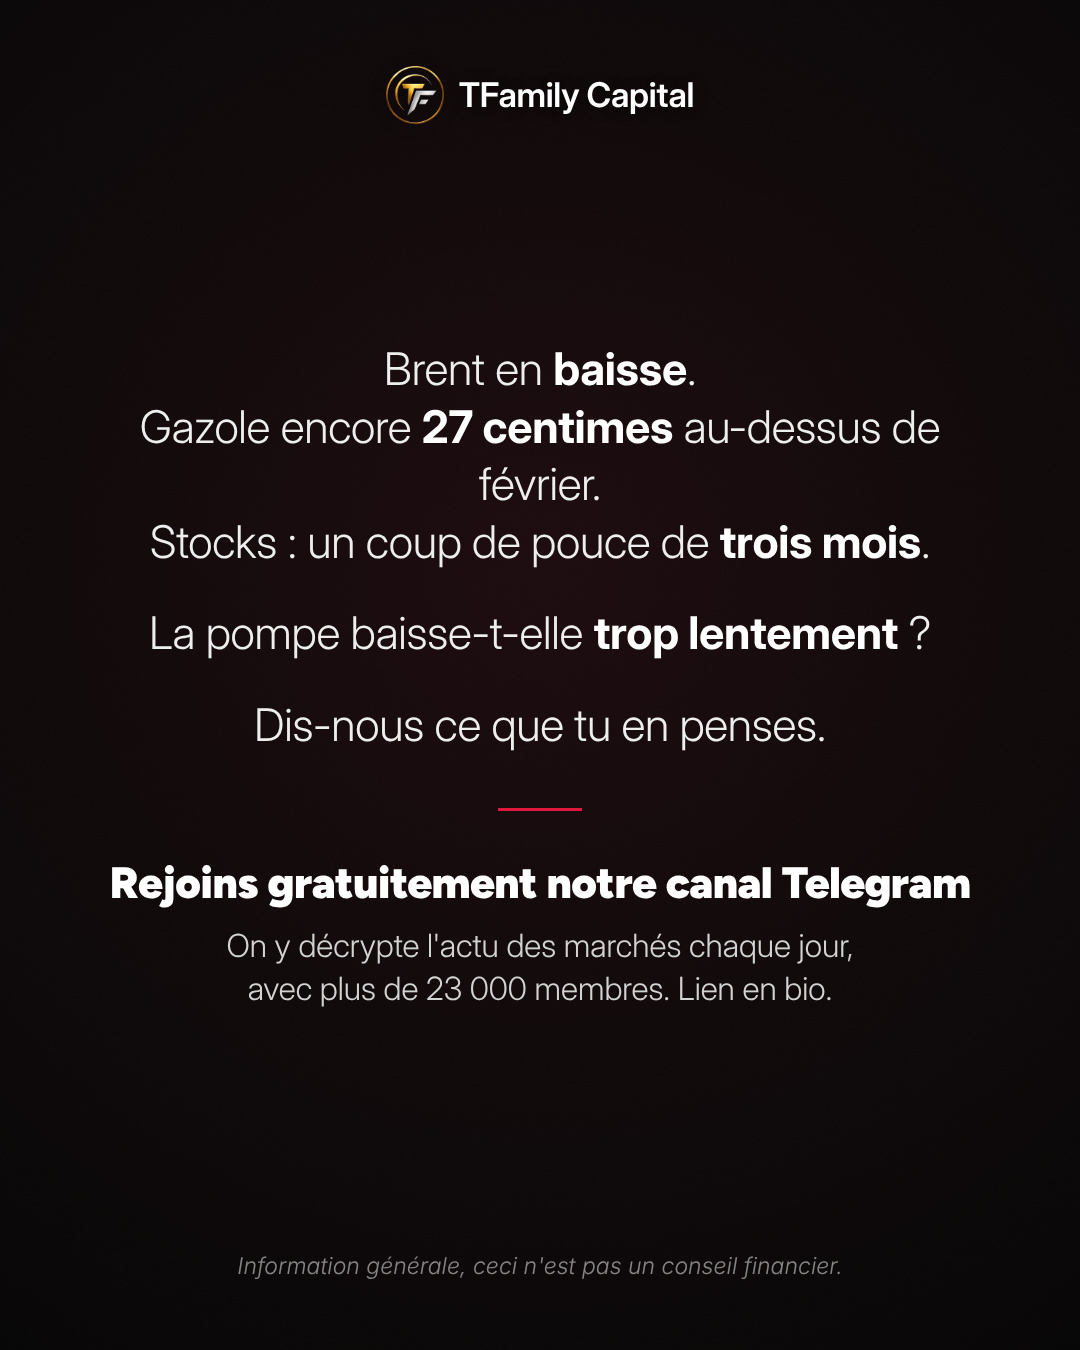 TF
TFamily Capital
Brent en baisse.
Gazole encore 27 centimes au-dessus de
février.
Stocks : un coup de pouce de trois mois.
La pompe baisse-t-elle trop lentement ?
Dis-nous ce que tu en penses.
Rejoins gratuitement notre canal Telegram
On y décrypte l'actu des marchés chaque jour,
avec plus de 23 000 membres. Lien en bio.
Information générale, ceci n'est pas un conseil financier.